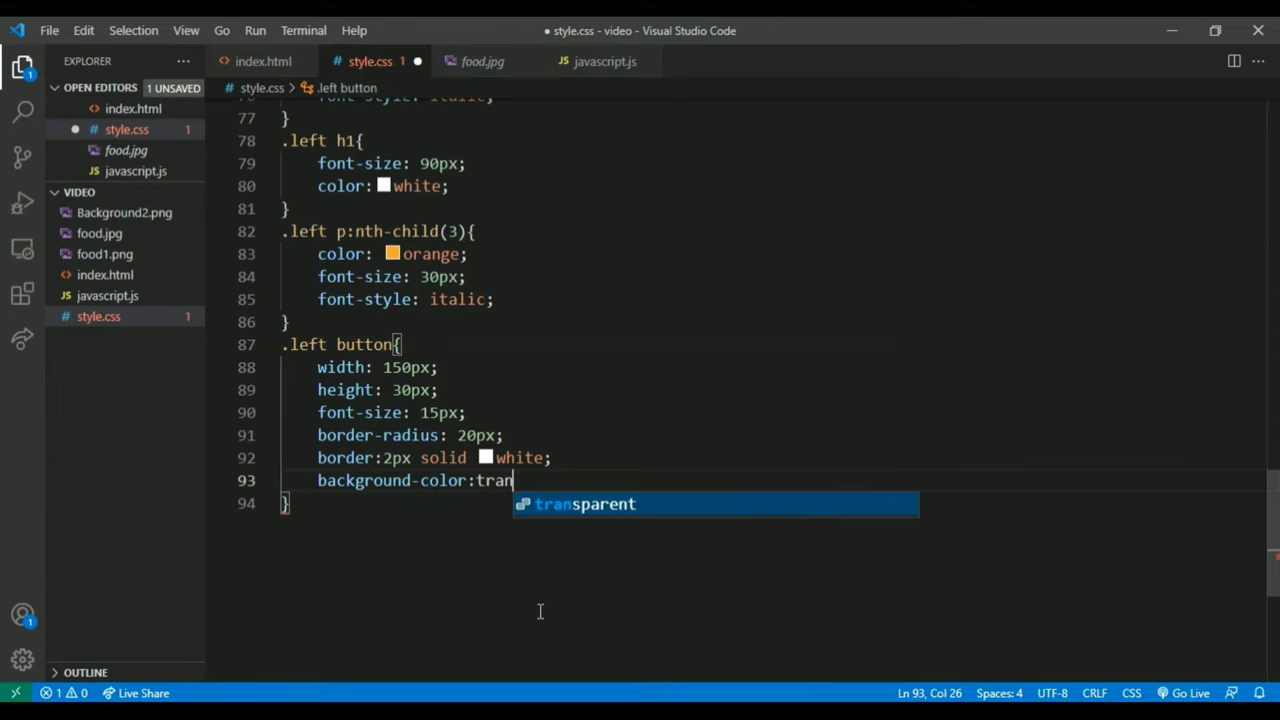 File Edit Selection View Go Run Terminal Help
● style.css - video - Visual Studio Code
EXPLORER
index.html
style.css 1
food.jpg
javascript.js
OPEN EDITORS 1 UNSAVED
style.css > .left button
index.html
style.css 1
food.jpg
javascript.js
VIDEO
Background2.png
food.jpg
food1.png
index.html
javascript.js
style.css 1
77 }
78 .left h1{
79 font-size: 90px;
80 color: white;
81 }
82 .left p:nth-child(3){
83 color: orange;
84 font-size: 30px;
85 font-style: italic;
86 }
87 .left button{
88 width: 150px;
89 height: 30px;
90 font-size: 15px;
91 border-radius: 20px;
92 border:2px solid white;
93 background-color:tran
transparent
94 }
1
OUTLINE
1 0 Live Share
Ln 93, Col 26 Spaces: 4 UTF-8 CRLF CSS Go Live